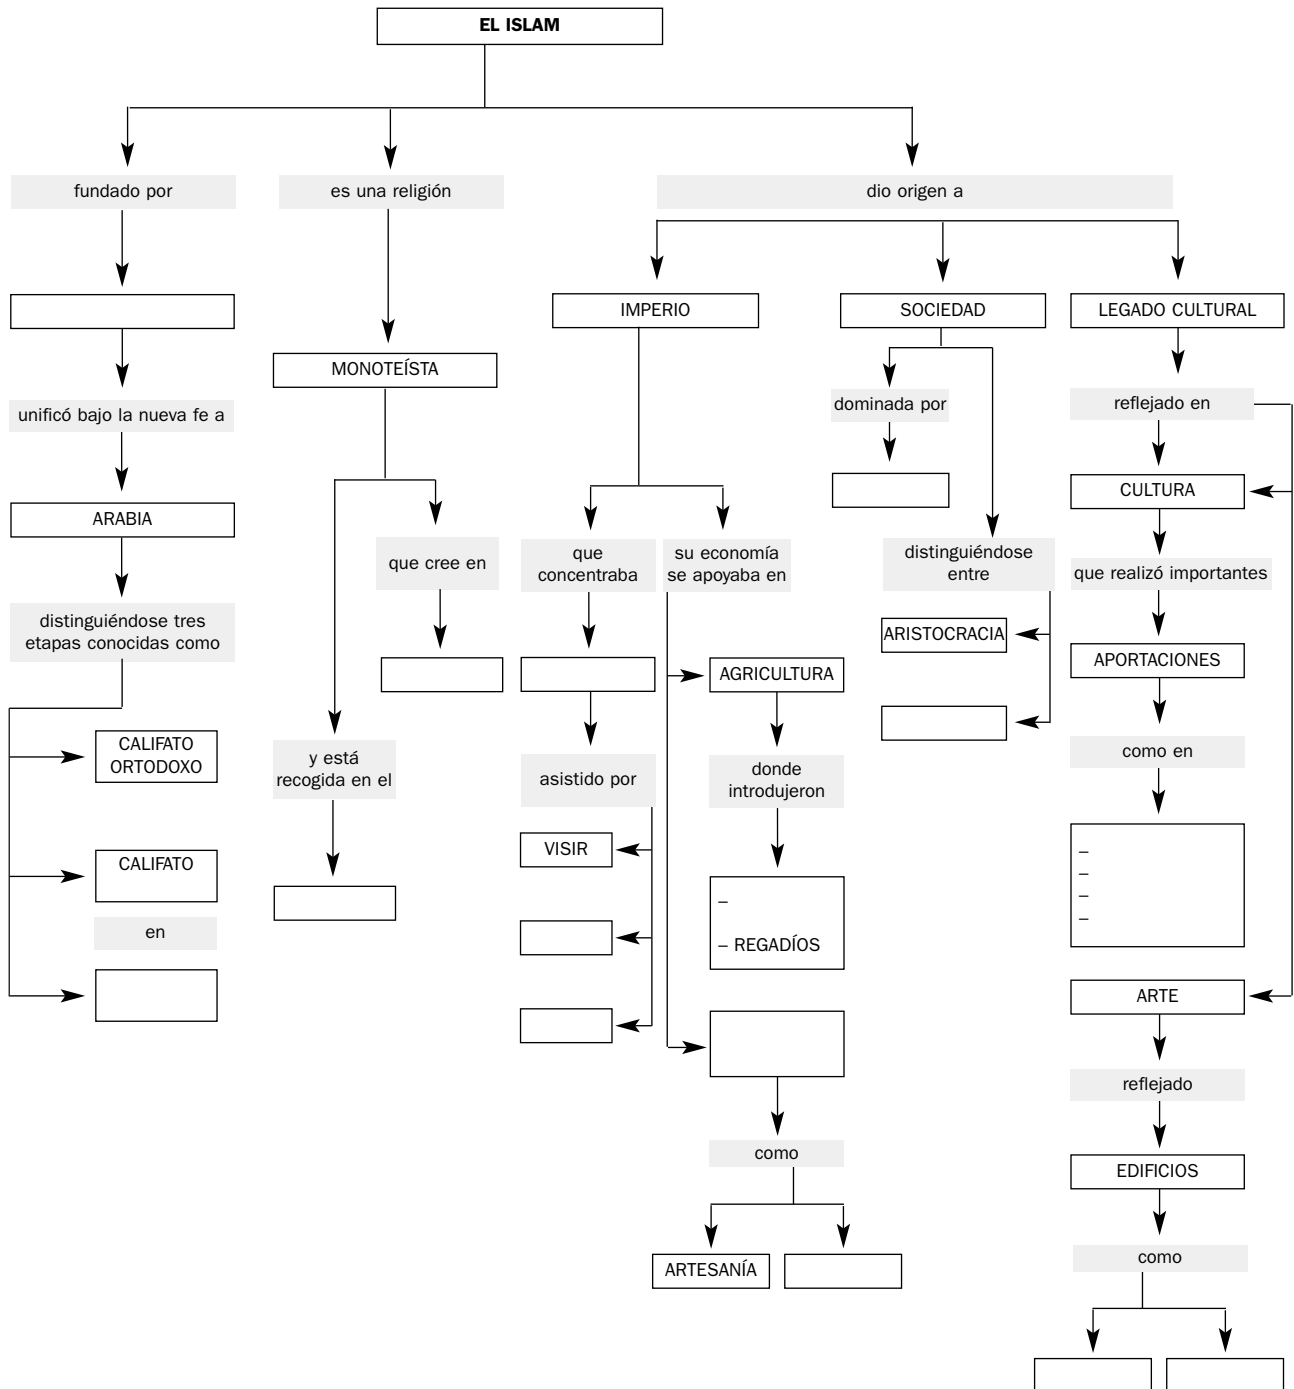 EL ISLAM
fundado por
es una religión
dio origen a
IMPERIO
SOCIEDAD
LEGADO CULTURAL
MONOTEÍSTA
unificó bajo la nueva fe a
dominada por
reflejado en
ARABIA
CULTURA
que cree en
que
concentraba
su economía
se apoyaba en
distinguiéndose
entre
que realizó importantes
distinguiéndose tres
etapas conocidas como
ARISTOCRACIA
APORTACIONES
AGRICULTURA
CALIFATO
ORTODOXO
y está
recogida en el
asistido por
donde
introdujeron
como en
VISIR
CALIFATO
–
– REGADÍOS
–
–
–
–
en
ARTE
reflejado
como
EDIFICIOS
ARTESANÍA
como